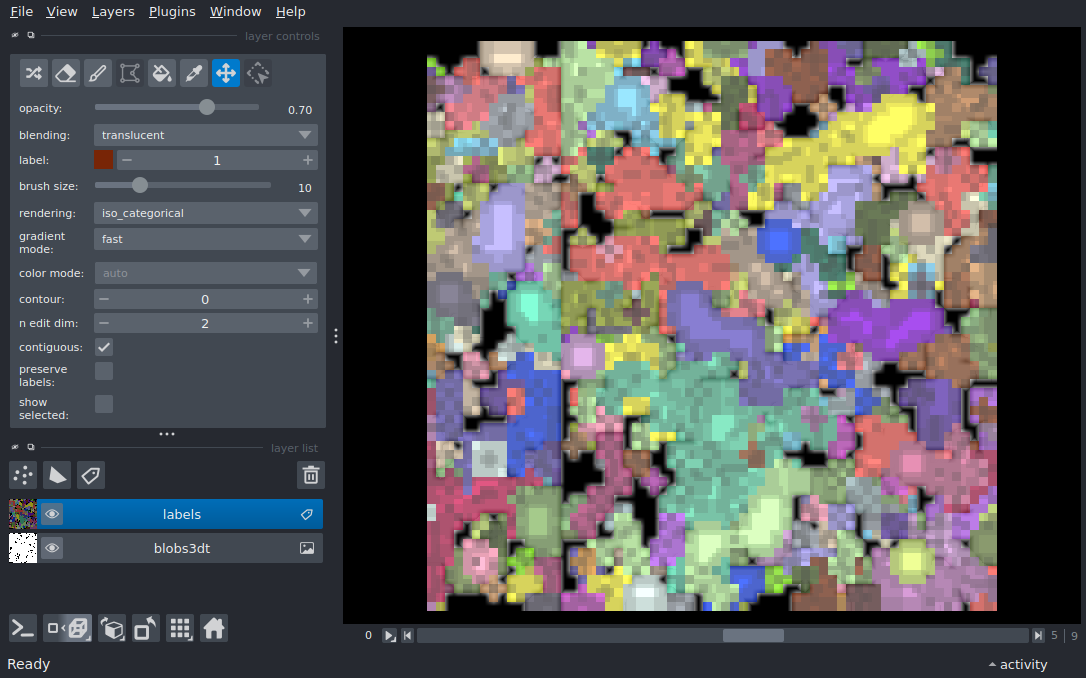 File View Layers Plugins Window Help
layer controls
opacity: 0.70
blending: translucent
label: 1
brush size: 10
rendering: iso_categorical
gradient
mode: fast
color mode: auto
contour: 0
n edit dim: 2
contiguous:
preserve
labels:
show
selected:
layer list
labels
blobs3dt
0 5 9
Ready activity